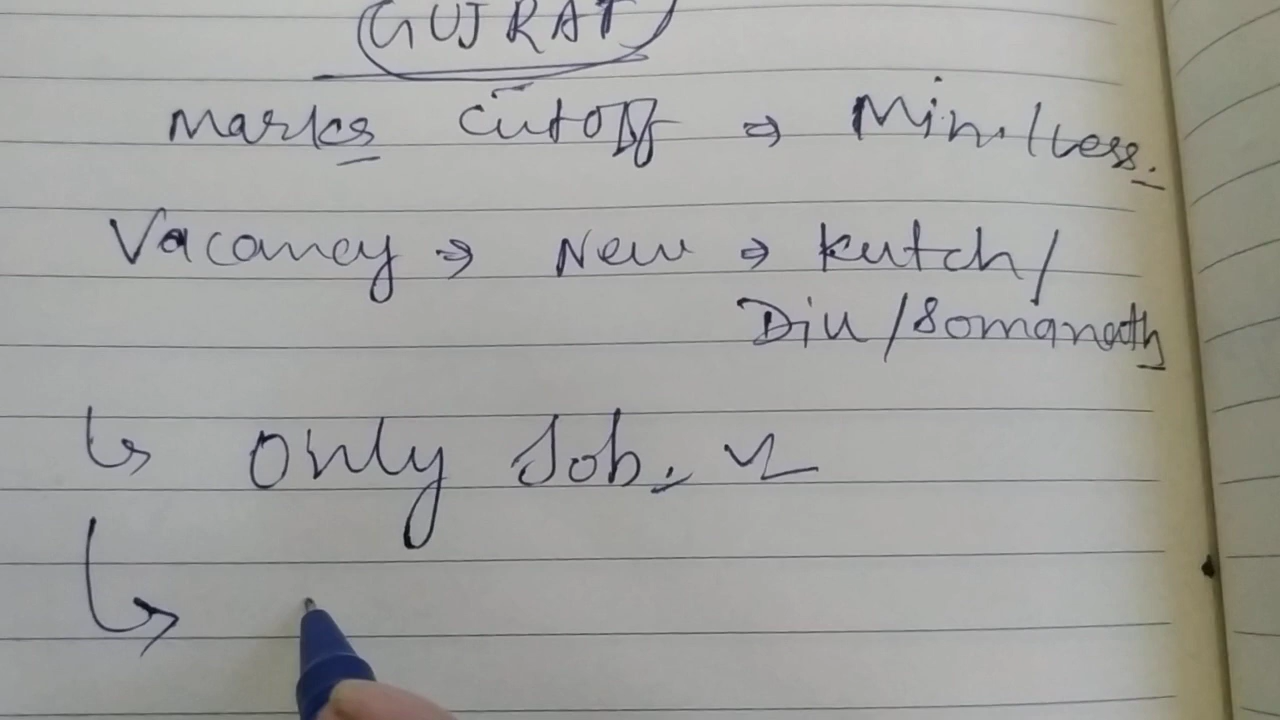 GUJRAT
Marks Cutoff ⇒ Min./Less.
Vacancy ⇒ New ⇒ Kutch/
Diu/Somanath
↳ Only Job.
↳